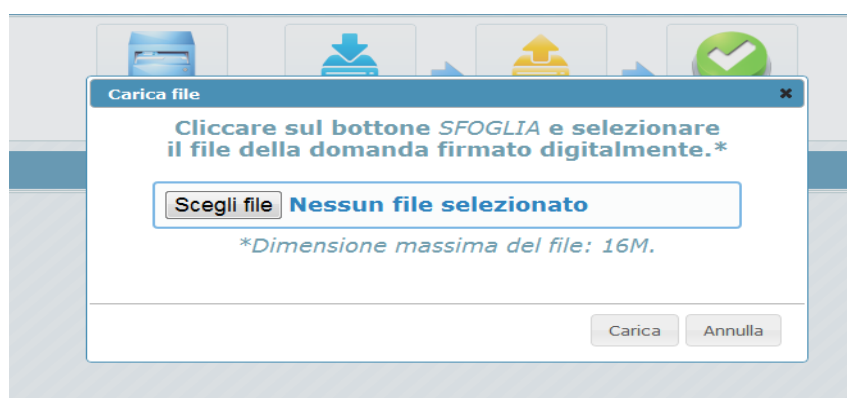 Carica file
Cliccare sul bottone SFOGLIA e selezionare
il file della domanda firmato digitalmente.*
Scegli file Nessun file selezionato
*Dimensione massima del file: 16M.
Carica Annulla